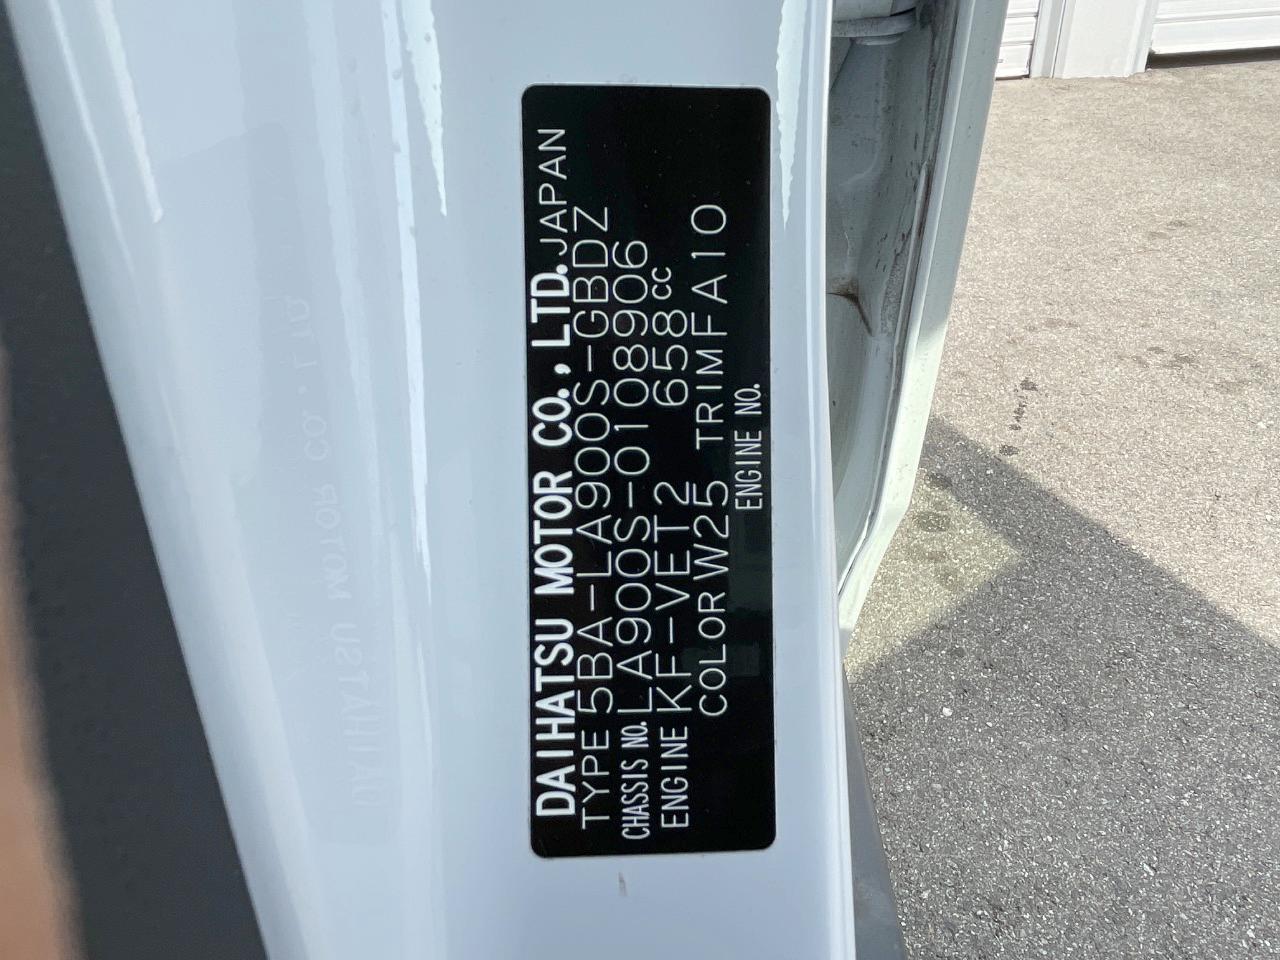 DAIHATSU MOTOR CO., LTD. JAPAN
TYPE 5BA-LA900S-GBDZ
CHASSIS NO. LA900S-0108906
ENGINE KF-VET2 658cc
COLOR W25 TRIM FA10
ENGINE NO.